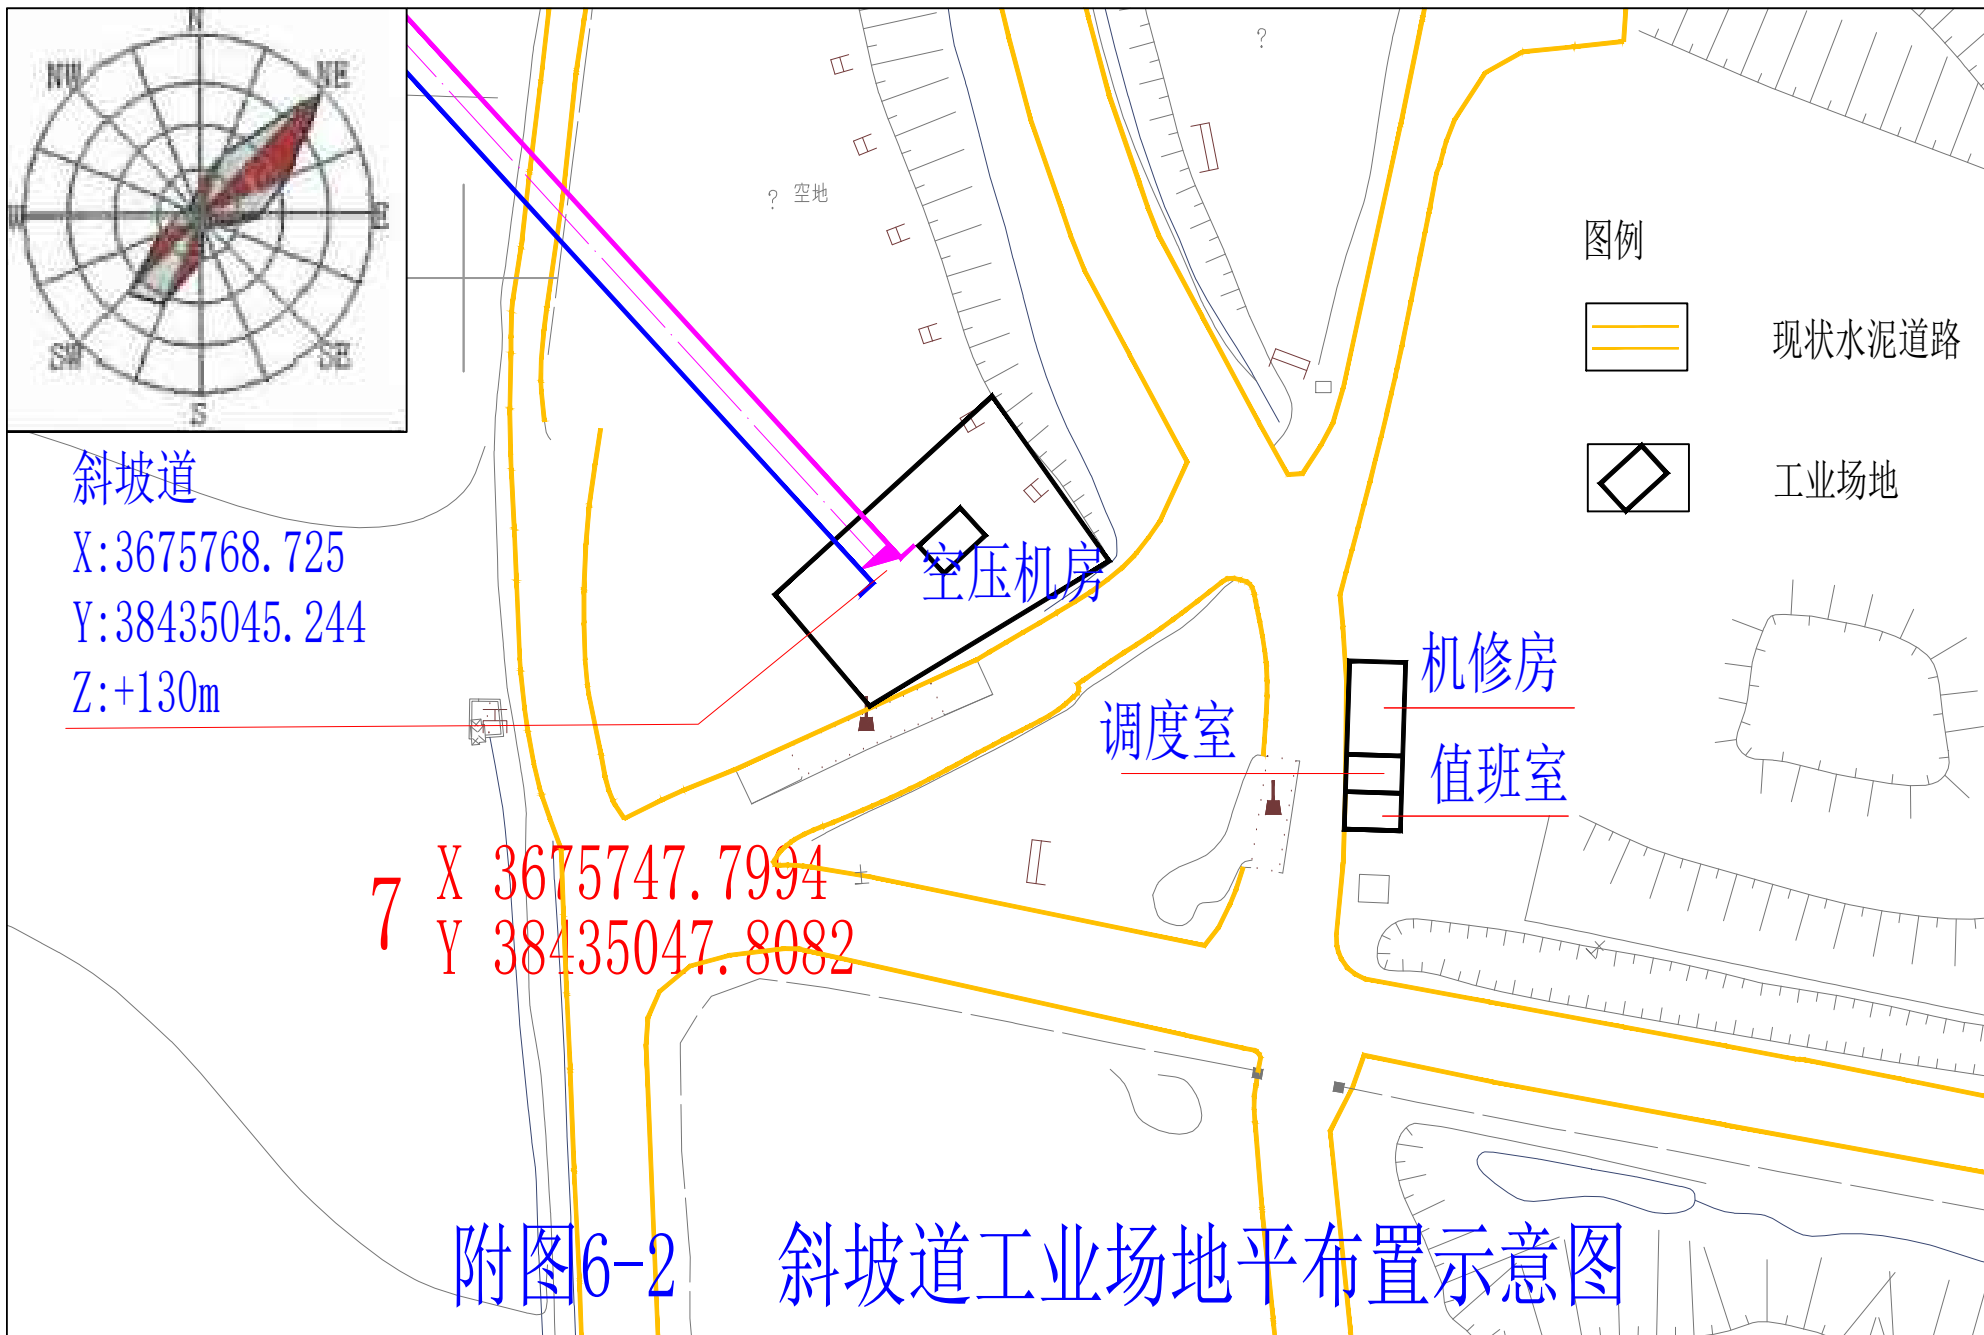 N
NW
NE
W
E
SW
SE
S
?
? 空地
图例
现状水泥道路
工业场地
斜坡道
X:3675768.725
Y:38435045.244
Z:+130m
空压机房
机修房
调度室
值班室
7
X 3675747.7994
Y 38435047.8082
附图6-2 斜坡道工业场地平布置示意图